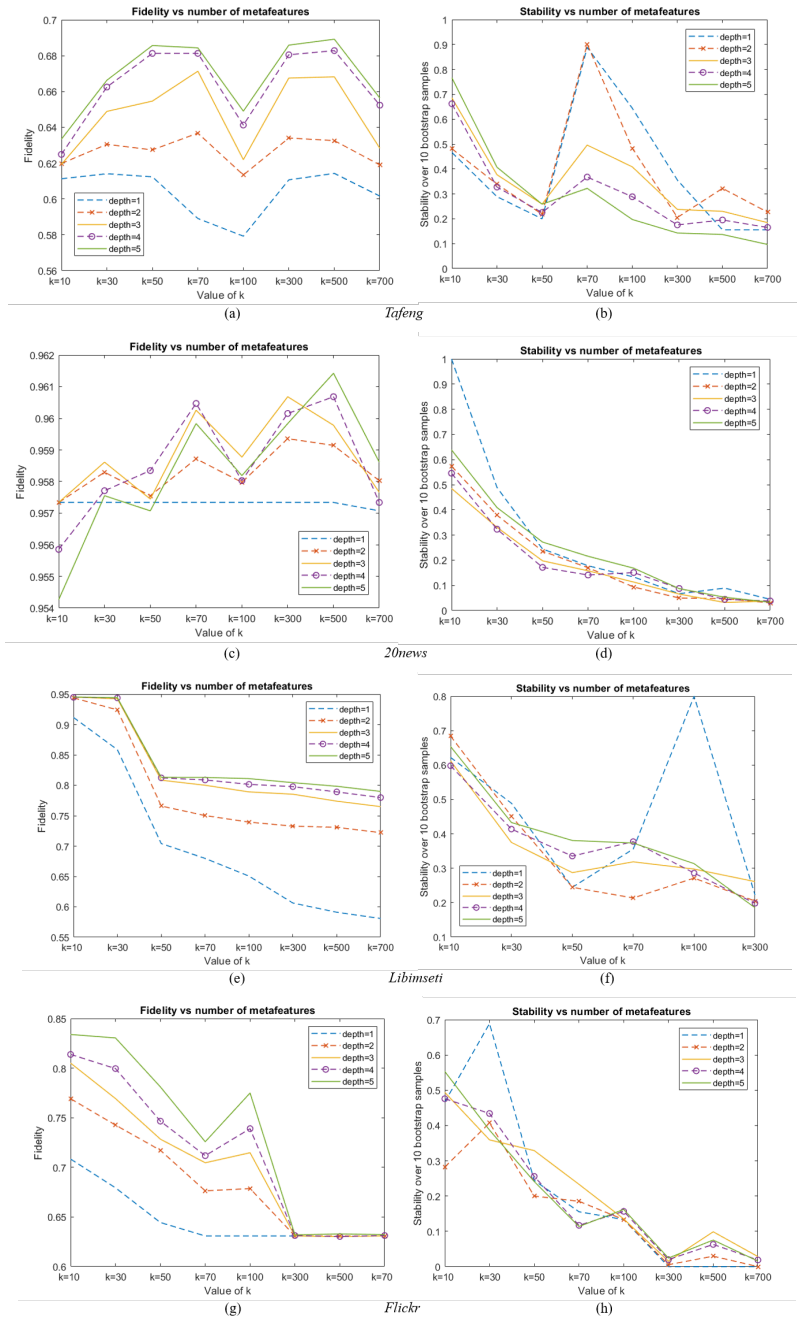 Fidelity vs number of metafeatures
0.7
0.68
0.66
0.64
0.62
0.6
0.58
0.56
Fidelity
depth=1
depth=2
depth=3
depth=4
depth=5
k=10 k=30 k=50 k=70 k=100 k=300 k=500 k=700
Value of k
(a)
Stability vs number of metafeatures
1
0.9
0.8
0.7
0.6
0.5
0.4
0.3
0.2
0.1
0
Stability over 10 bootstrap samples
depth=1
depth=2
depth=3
depth=4
depth=5
k=10 k=30 k=50 k=70 k=100 k=300 k=500 k=700
Value of k
(b)
Tafeng
Fidelity vs number of metafeatures
0.962
0.961
0.96
0.959
0.958
0.957
0.956
0.955
0.954
Fidelity
depth=1
depth=2
depth=3
depth=4
depth=5
k=10 k=30 k=50 k=70 k=100 k=300 k=500 k=700
Value of k
(c)
Stability vs number of metafeatures
1
0.9
0.8
0.7
0.6
0.5
0.4
0.3
0.2
0.1
0
Stability over 10 bootstrap samples
depth=1
depth=2
depth=3
depth=4
depth=5
k=10 k=30 k=50 k=70 k=100 k=300 k=500 k=700
Value of k
(d)
20news
Fidelity vs number of metafeatures
0.95
0.9
0.85
0.8
0.75
0.7
0.65
0.6
0.55
Fidelity
depth=1
depth=2
depth=3
depth=4
depth=5
k=10 k=30 k=50 k=70 k=100 k=300 k=500 k=700
Value of k
(e)
Stability vs number of metafeatures
0.8
0.7
0.6
0.5
0.4
0.3
0.2
0.1
Stability over 10 bootstrap samples
depth=1
depth=2
depth=3
depth=4
depth=5
k=10 k=30 k=50 k=70 k=100 k=300
Value of k
(f)
Libimseti
Fidelity vs number of metafeatures
0.85
0.8
0.75
0.7
0.65
0.6
Fidelity
depth=1
depth=2
depth=3
depth=4
depth=5
k=10 k=30 k=50 k=70 k=100 k=300 k=500 k=700
Value of k
(g)
Stability vs number of metafeatures
0.7
0.6
0.5
0.4
0.3
0.2
0.1
0
Stability over 10 bootstrap samples
depth=1
depth=2
depth=3
depth=4
depth=5
k=10 k=30 k=50 k=70 k=100 k=300 k=500 k=700
Value of k
(h)
Flickr